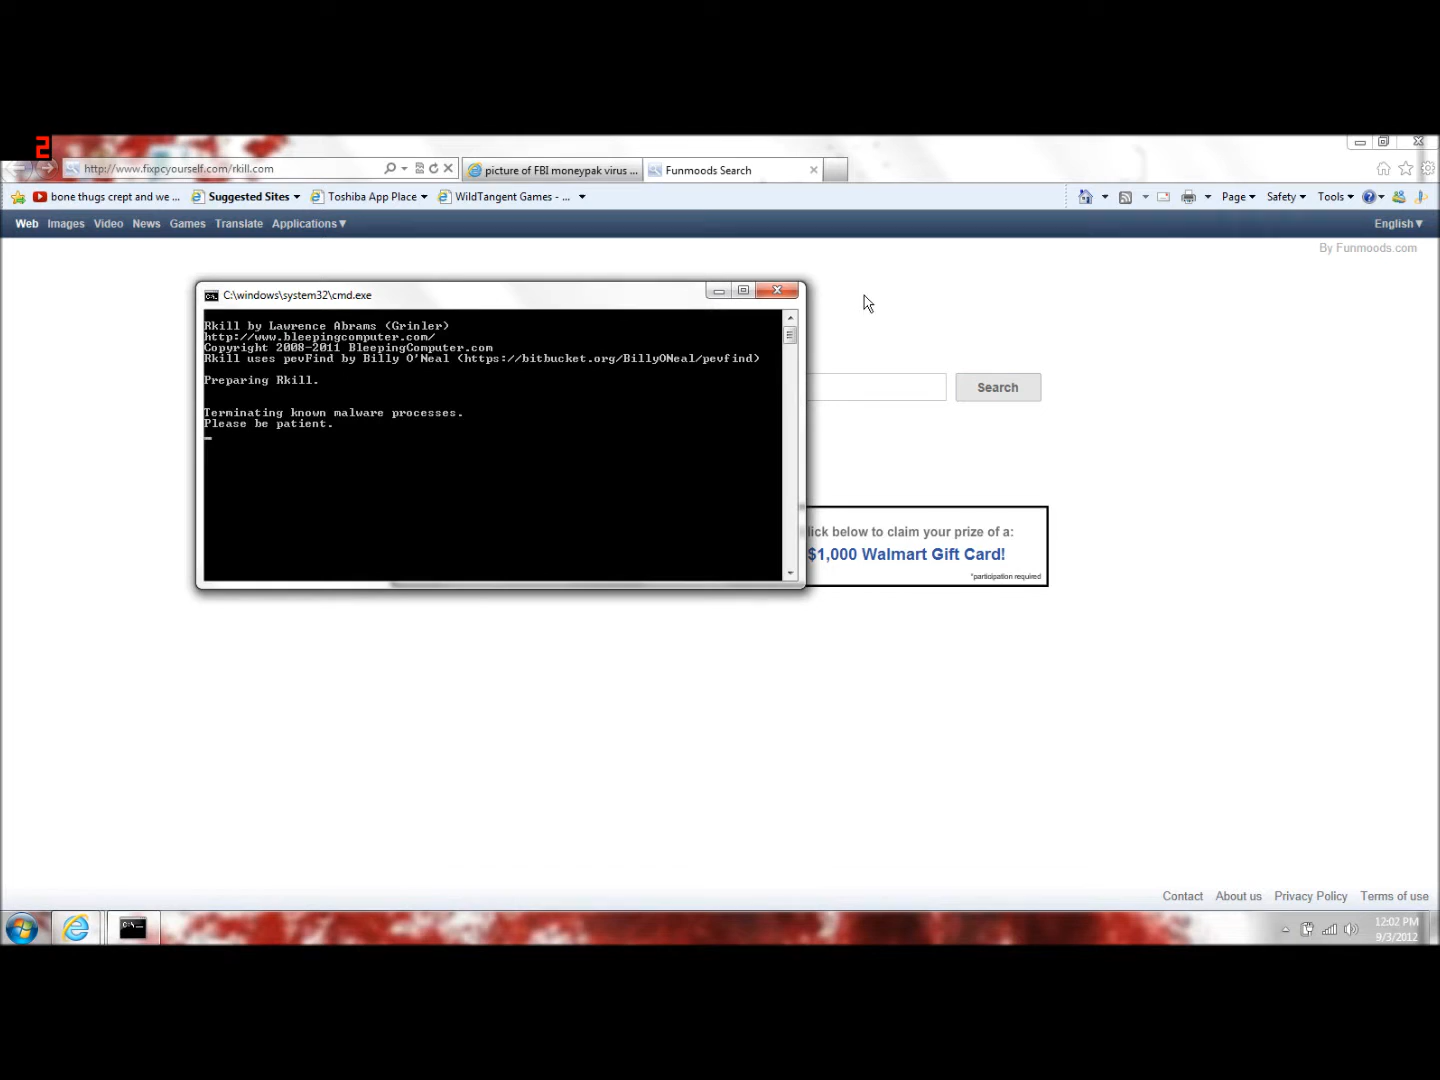 2
http://www.fixpcyourself.com/rkill.com
picture of FBI moneypak virus ...
Funmoods Search
bone thugs crept and we ...
Suggested Sites
Toshiba App Place
WildTangent Games - ...
Page
Safety
Tools
Web Images Video News Games Translate Applications▼
English▼
By Funmoods.com
C:\windows\system32\cmd.exe
Rkill by Lawrence Abrams (Grinler)
http://www.bleepingcomputer.com/
Copyright 2008-2011 BleepingComputer.com
Rkill uses pevFind by Billy O'Neal (https://bitbucket.org/BillyONeal/pevfind)
Preparing Rkill.
Terminating known malware processes.
Please be patient.
Search
lick below to claim your prize of a:
$1,000 Walmart Gift Card!
*participation required
Contact About us Privacy Policy Terms of use
12:02 PM
9/3/2012